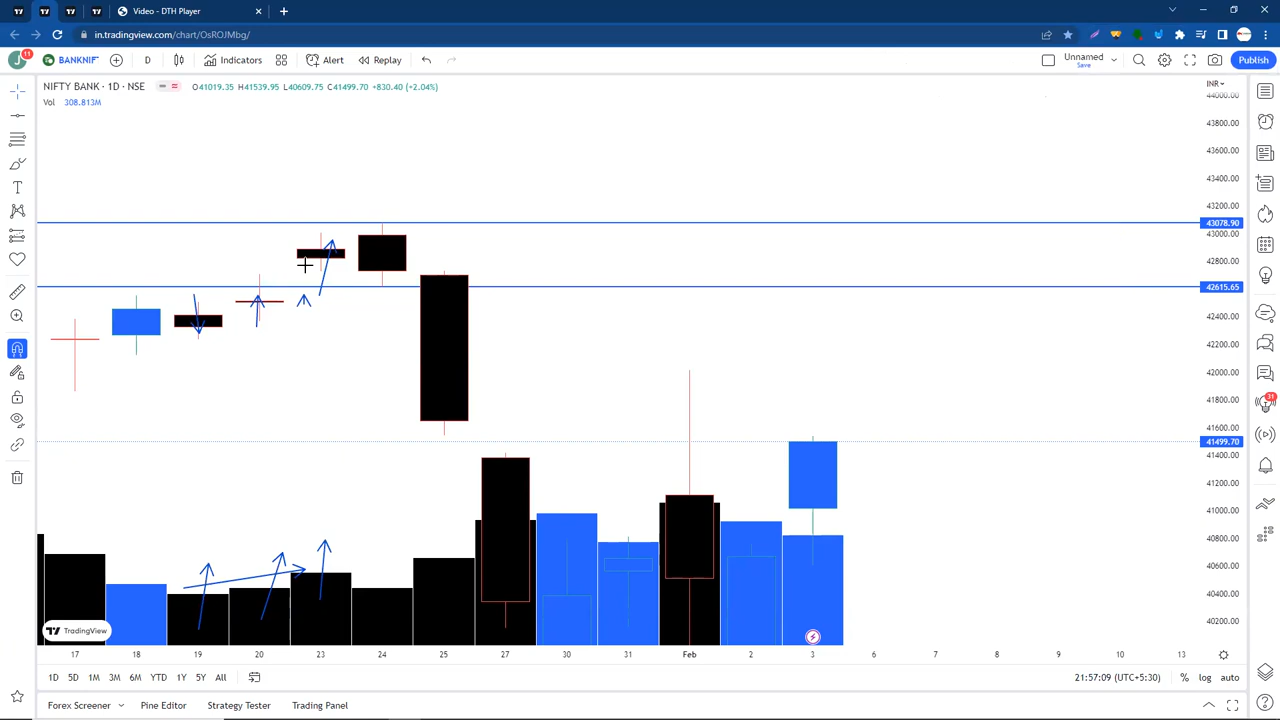 Video - DTH Player
in.tradingview.com/chart/OsROJMbg/
J 11 BANKNIF D Indicators Alert Replay Unnamed Save Publish
NIFTY BANK · 1D · NSE O41019.35 H41539.95 L40609.75 C41499.70 +830.40 (+2.04%) INR
Vol 308.813M
44000.00
43800.00
43600.00
43400.00
43200.00
43078.90
43000.00
42800.00
42615.65
42400.00
42200.00
42000.00
41800.00
31
41600.00
41499.70
41400.00
41200.00
41000.00
40800.00
40600.00
40400.00
40200.00
TradingView
17 18 19 20 23 24 25 27 30 31 Feb 2 3 6 7 8 9 10 13
1D 5D 1M 3M 6M YTD 1Y 5Y All 21:57:09 (UTC+5:30) % log auto
Forex Screener Pine Editor Strategy Tester Trading Panel